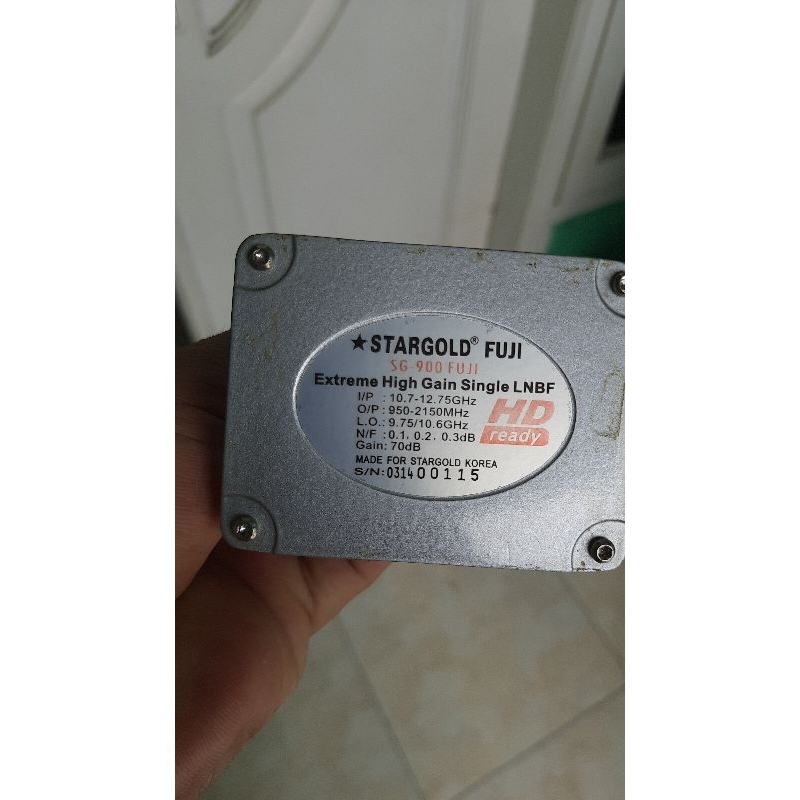 ★STARGOLD® FUJI
SG-900 FUJI
Extreme High Gain Single LNBF
I/P : 10.7-12.75GHz
O/P: 950-2150MHz
L.O.: 9.75/10.6GHz
N/F : 0.1, 0.2, 0.3dB
Gain: 70dB
HD
ready
MADE FOR STARGOLD KOREA
S/N: 031400115